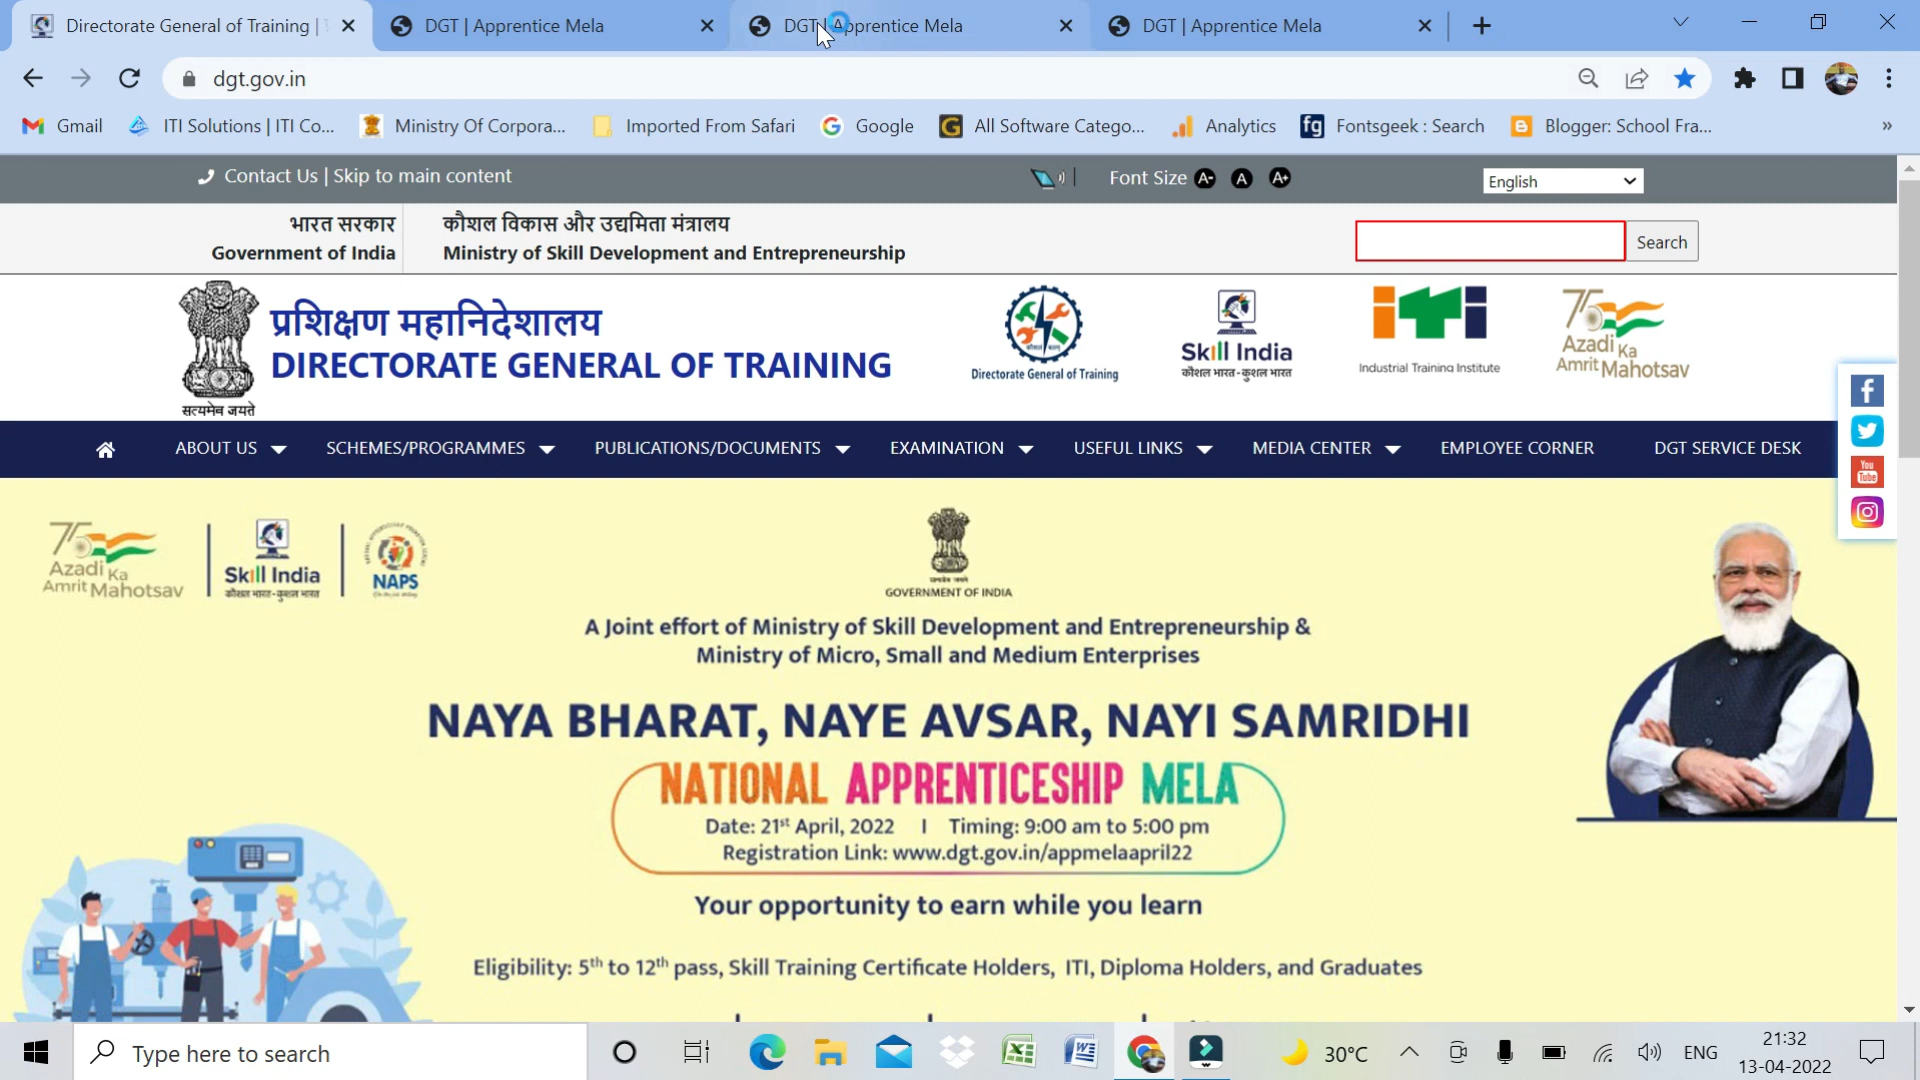 Directorate General of Training |
DGT | Apprentice Mela
DGT | Apprentice Mela
DGT | Apprentice Mela
dgt.gov.in
Gmail
ITI Solutions | ITI Co...
Ministry Of Corpora...
Imported From Safari
Google
All Software Catego...
Analytics
fg Fontsgeek : Search
Blogger: School Fra...
»
Contact Us | Skip to main content
Font Size A- A A+
English
भारत सरकार
Government of India
कौशल विकास और उद्यमिता मंत्रालय
Ministry of Skill Development and Entrepreneurship
Search
सत्यमेव जयते
प्रशिक्षण महानिदेशालय
DIRECTORATE GENERAL OF TRAINING
Directorate General of Training
Skill India
कौशल भारत-कुशल भारत
iti
Industrial Training Institute
75
Azadi Ka
Amrit Mahotsav
ABOUT US
SCHEMES/PROGRAMMES
PUBLICATIONS/DOCUMENTS
EXAMINATION
USEFUL LINKS
MEDIA CENTER
EMPLOYEE CORNER
DGT SERVICE DESK
You
Tube
75
Azadi Ka
Amrit Mahotsav
Skill India
कौशल भारत-कुशल भारत
NAPS
GOVERNMENT OF INDIA
A Joint effort of Ministry of Skill Development and Entrepreneurship &
Ministry of Micro, Small and Medium Enterprises
NAYA BHARAT, NAYE AVSAR, NAYI SAMRIDHI
NATIONAL APPRENTICESHIP MELA
Date: 21st April, 2022 I Timing: 9:00 am to 5:00 pm
Registration Link: www.dgt.gov.in/appmelaapril22
Your opportunity to earn while you learn
Eligibility: 5th to 12th pass, Skill Training Certificate Holders, ITI, Diploma Holders, and Graduates
Type here to search
30°C
ENG
21:32
13-04-2022